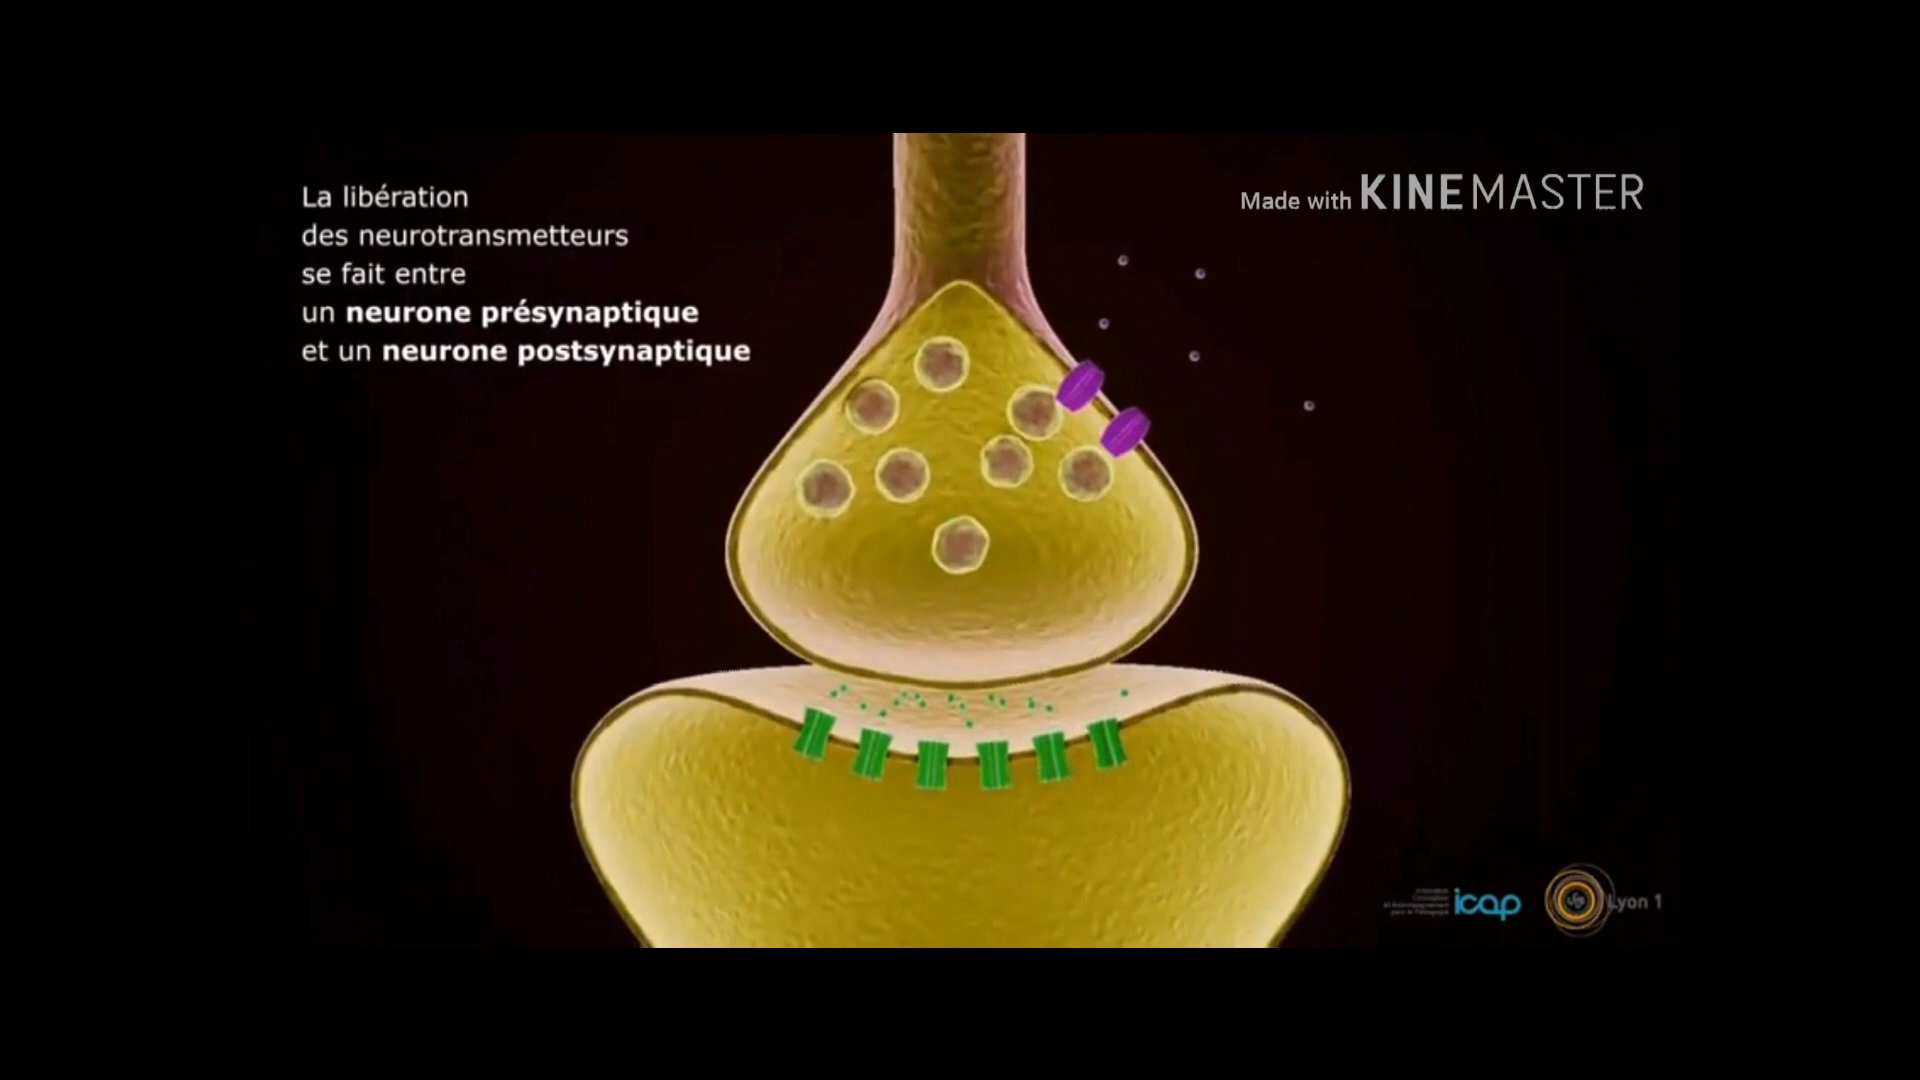 La libération
des neurotransmetteurs
se fait entre
un neurone présynaptique
et un neurone postsynaptique
Made with KINEMASTER
icap
Lyon 1